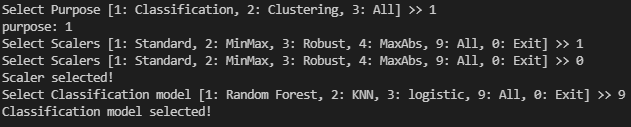 Select Purpose [1: Classification, 2: Clustering, 3: All] >> 1
purpose: 1
Select Scalers [1: Standard, 2: MinMax, 3: Robust, 4: MaxAbs, 9: All, 0: Exit] >> 1
Select Scalers [1: Standard, 2: MinMax, 3: Robust, 4: MaxAbs, 9: All, 0: Exit] >> 0
Scaler selected!
Select Classification model [1: Random Forest, 2: KNN, 3: logistic, 9: All, 0: Exit] >> 9
Classification model selected!